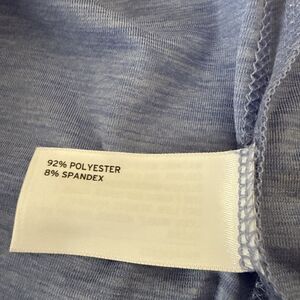 92% POLYESTER
8% SPANDEX